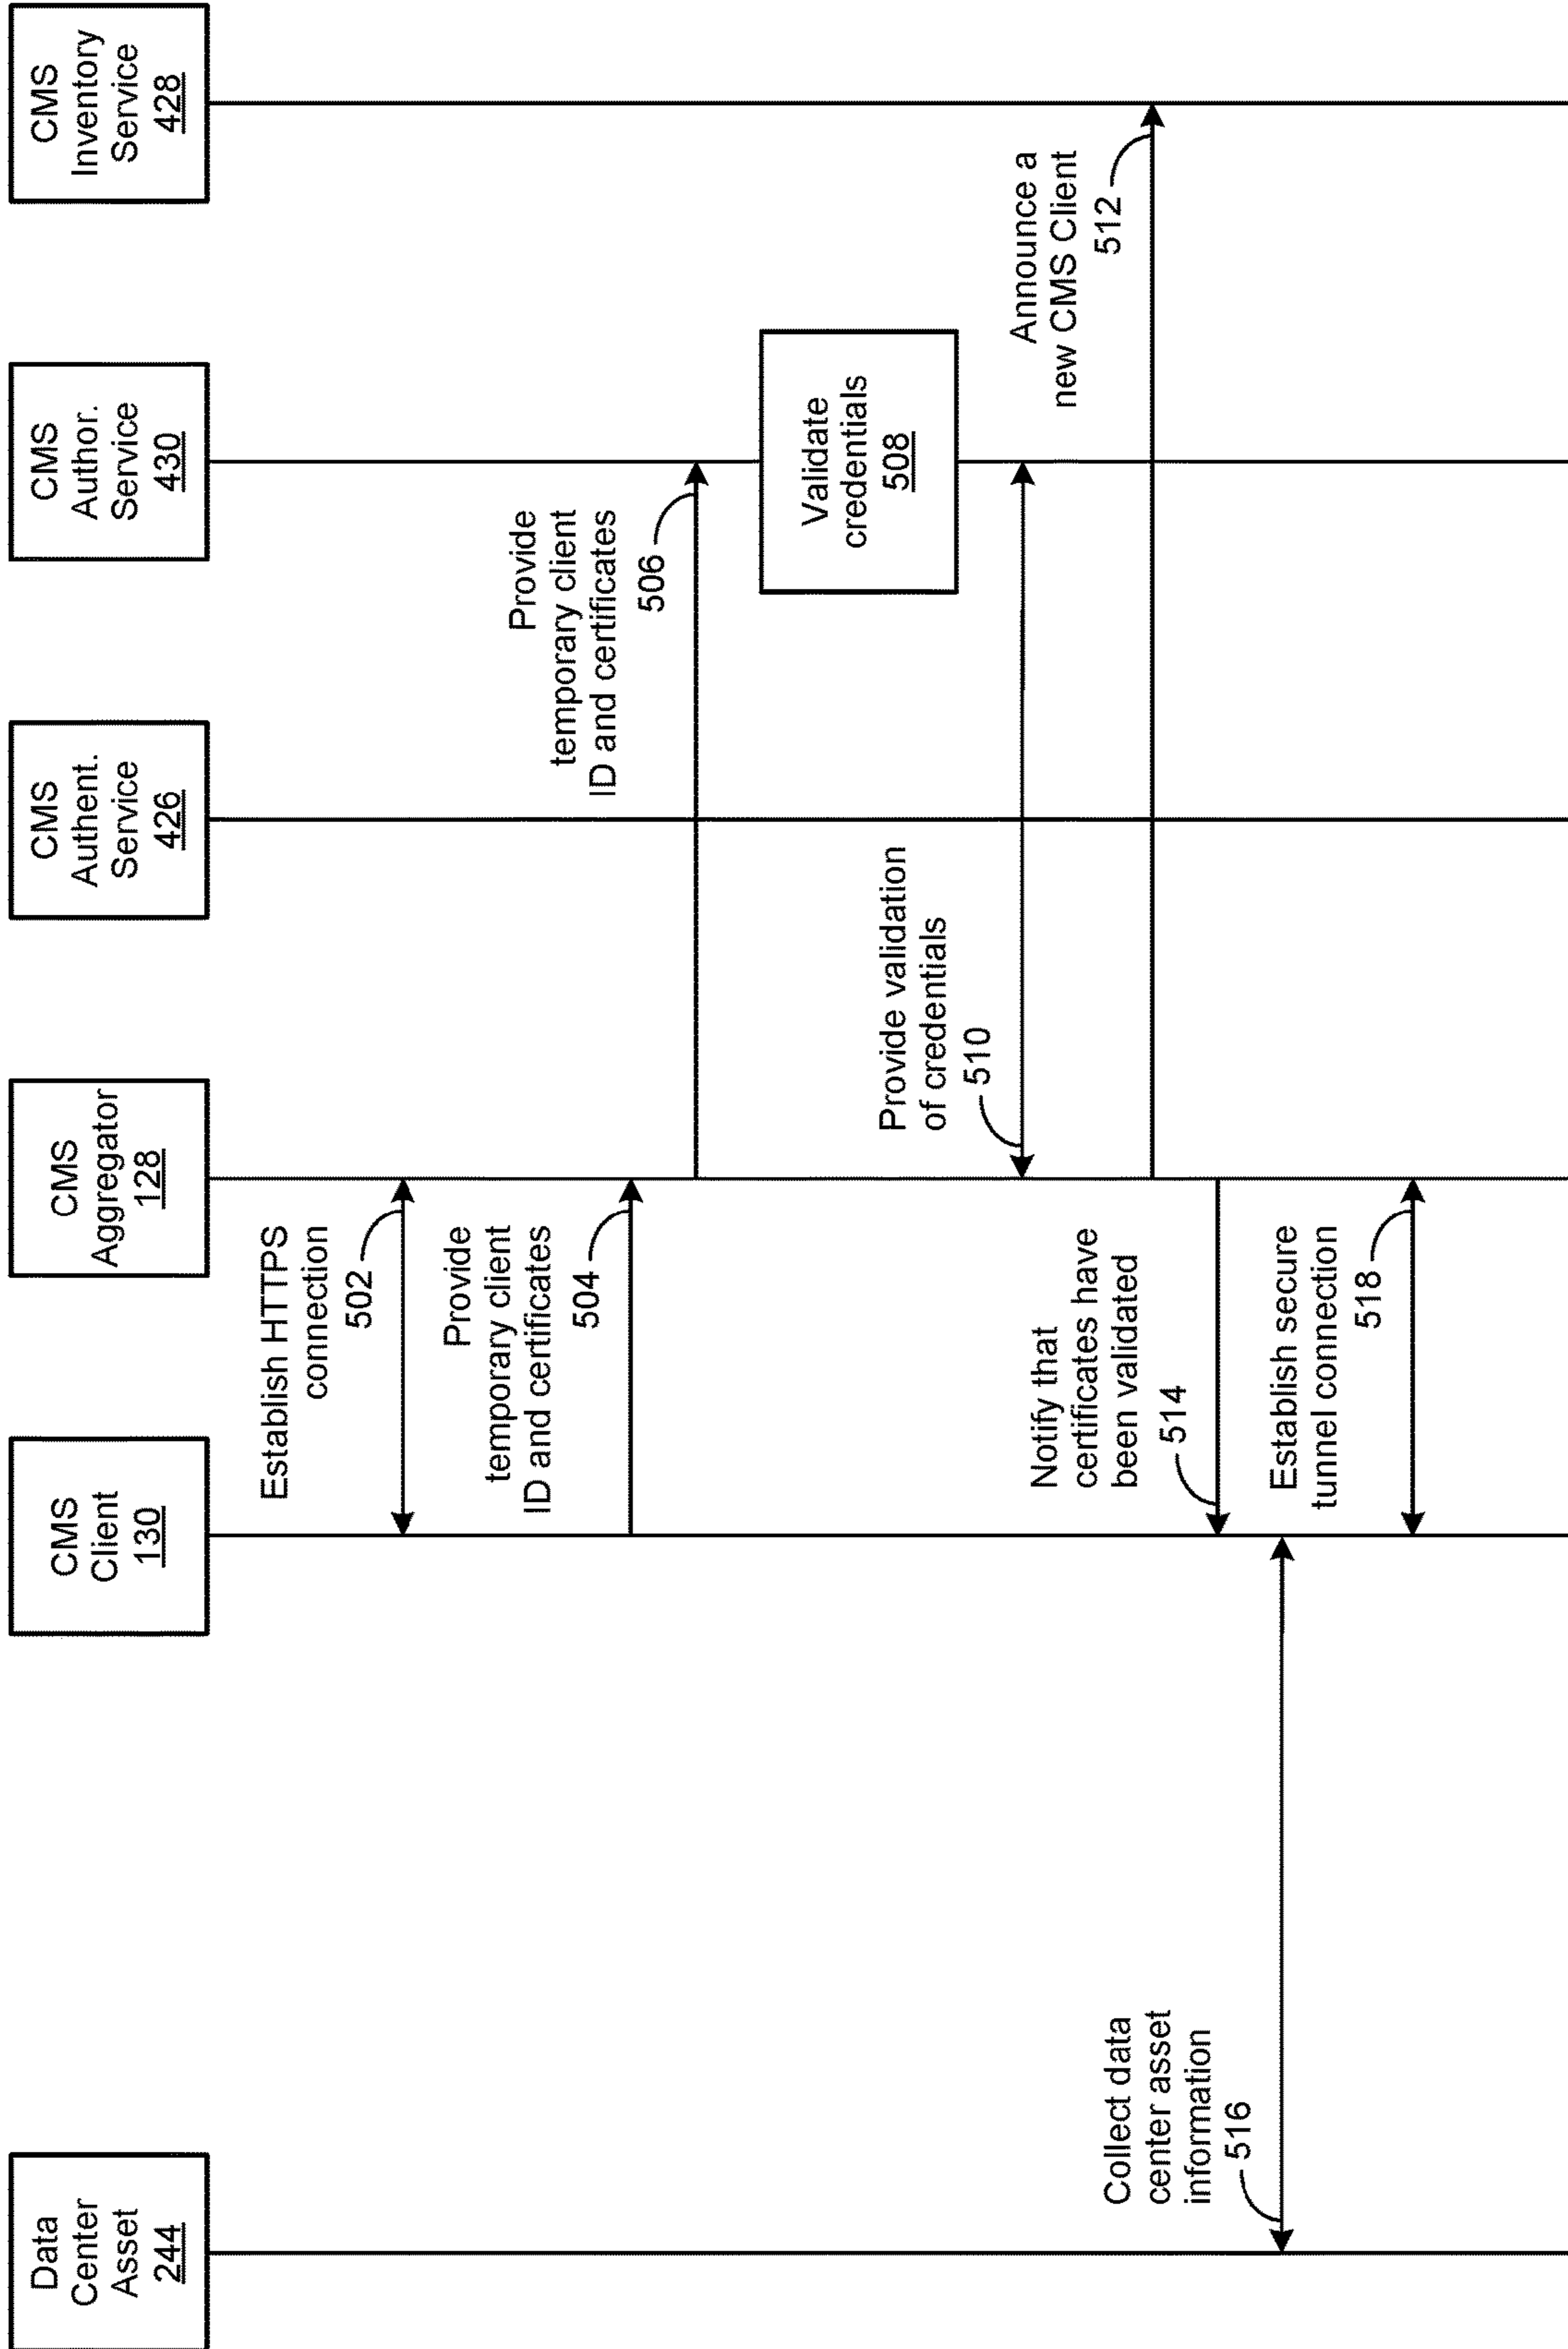 Data
Center
Asset
244
CMS
Client
130
CMS
Aggregator
128
CMS
Authent.
Service
426
CMS
Author.
Service
430
CMS
Inventory
Service
428
Establish HTTPS
connection
502
Provide
temporary client
ID and certificates
504
Provide
temporary client
ID and certificates
506
Validate
credentials
508
Provide validation
of credentials
510
Announce a
new CMS Client
512
Notify that
certificates have
been validated
514
Collect data
center asset
information
516
Establish secure
tunnel connection
518